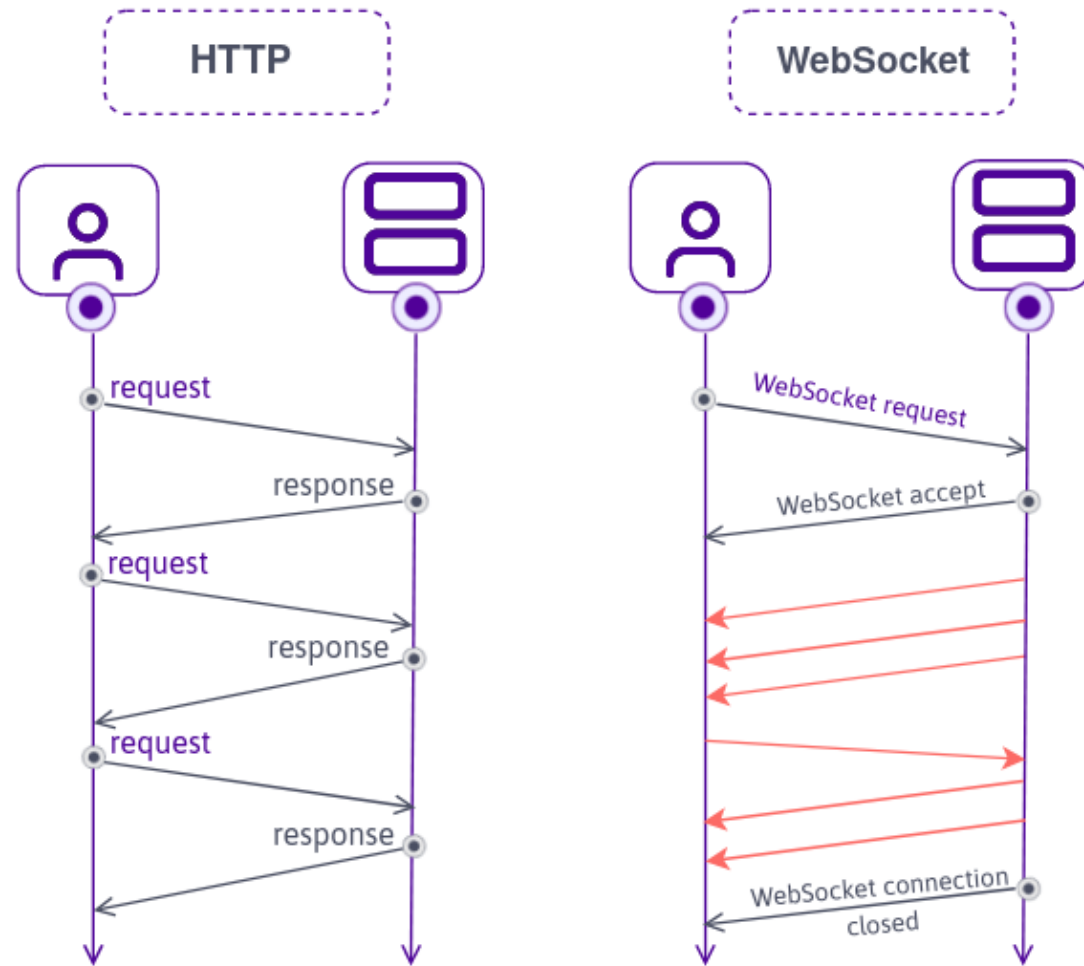 HTTP
request
response
request
response
request
response
WebSocket
WebSocket request
WebSocket accept
WebSocket connection
closed